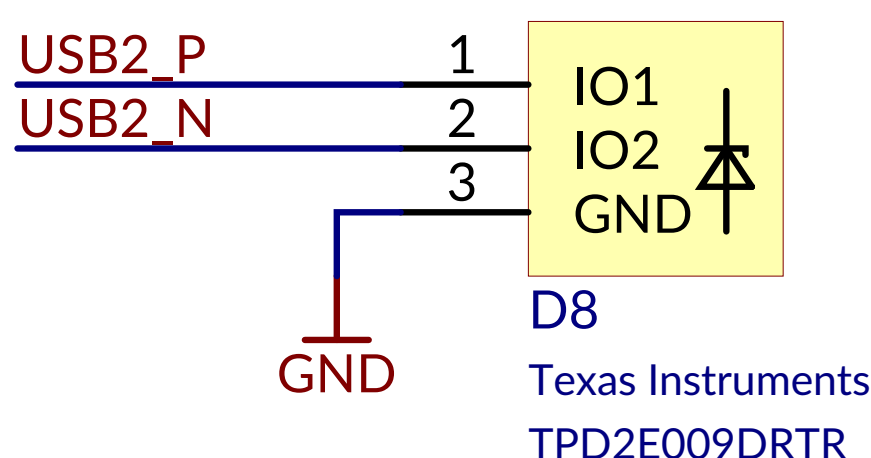 USB2_P
1
IO1
USB2_N
2
IO2
3
GND
D8
GND
Texas Instruments
TPD2E009DRTR